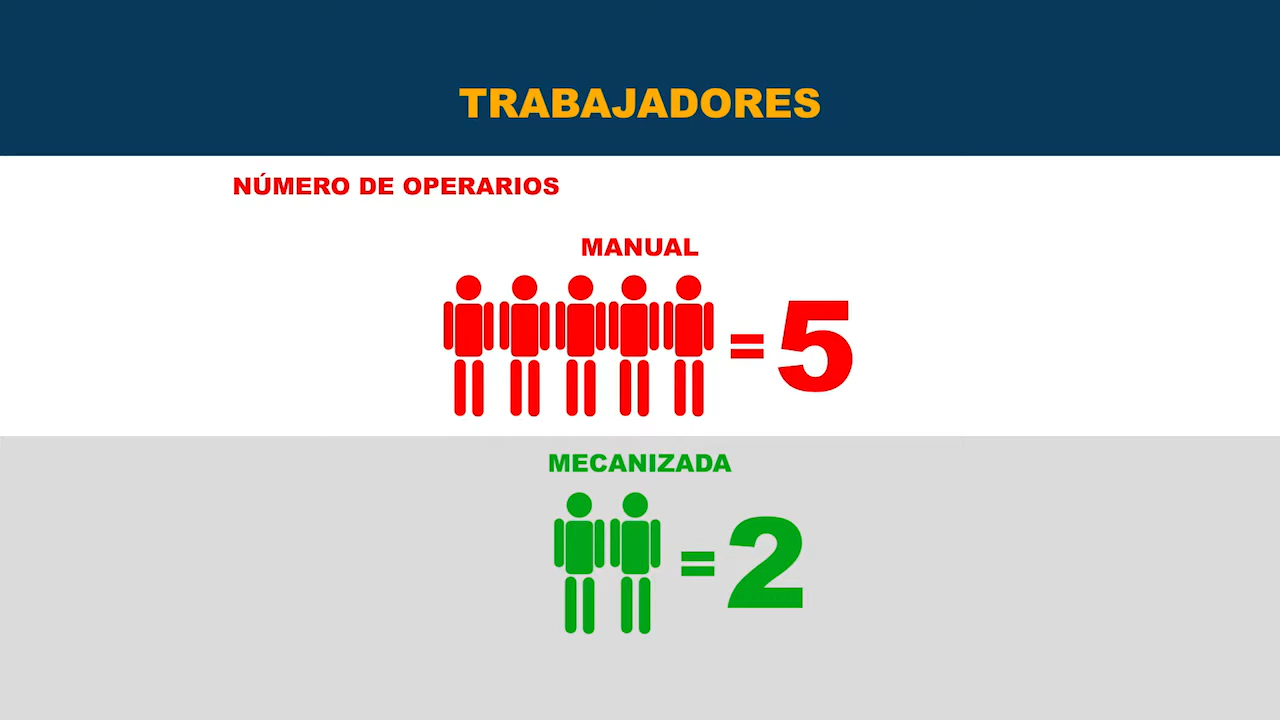 TRABAJADORES
NÚMERO DE OPERARIOS
MANUAL
= 5
MECANIZADA
= 2